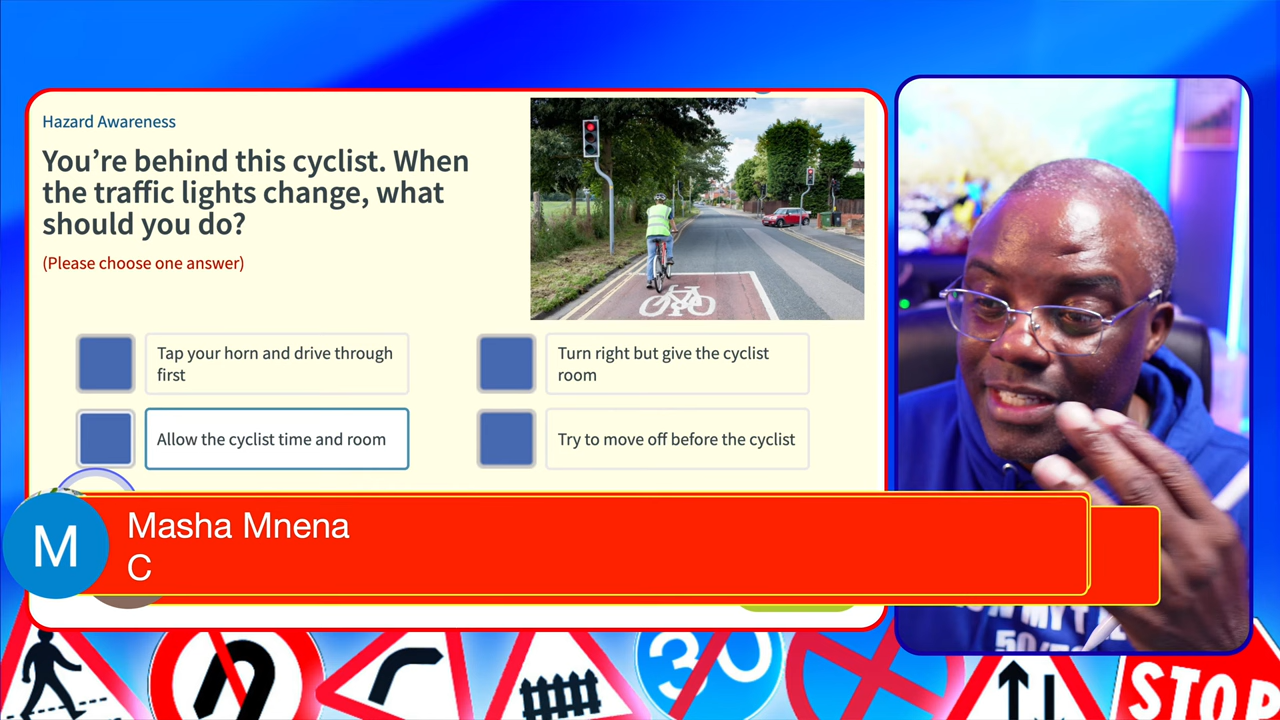 Hazard Awareness
You're behind this cyclist. When
the traffic lights change, what
should you do?
(Please choose one answer)
Tap your horn and drive through
first
Turn right but give the cyclist
room
Allow the cyclist time and room
Try to move off before the cyclist
M
Masha Mnena
C
30
STOP